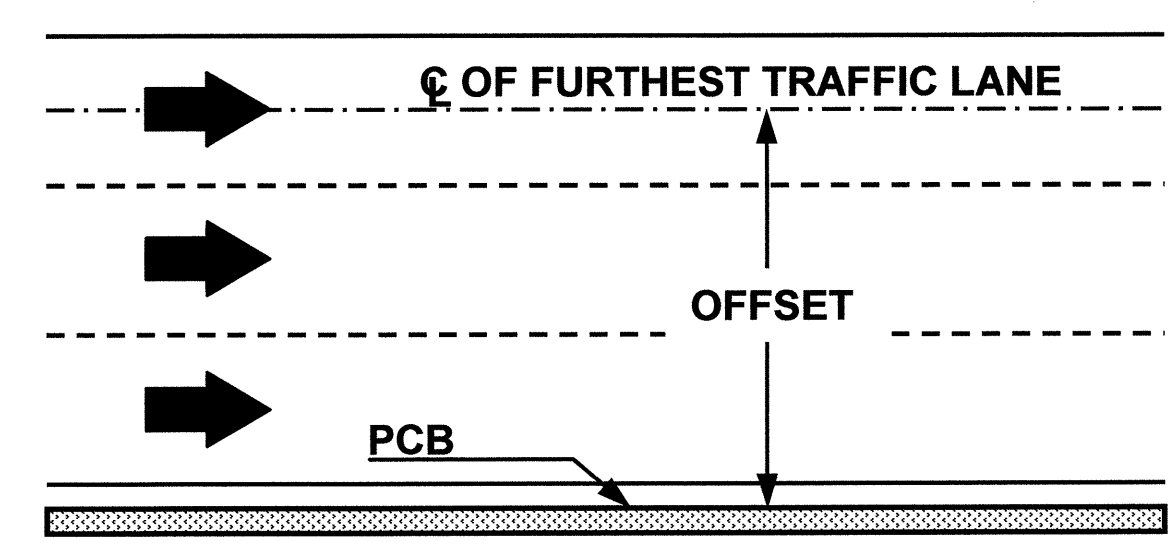 ℄ OF FURTHEST TRAFFIC LANE
OFFSET
PCB